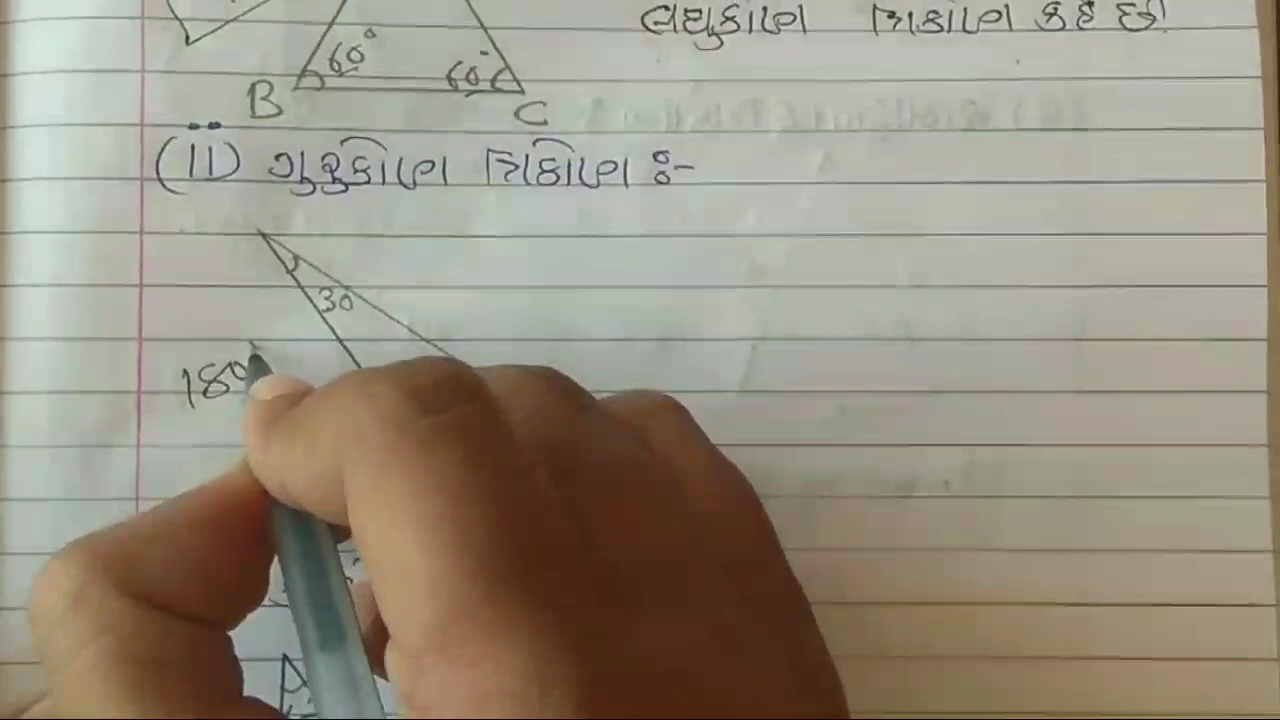 લઘુકોણ ત્રિકોણ કહે છે.
60° 60°
B C
(ii) ગુરુકોણ ત્રિકોણ :-
30
180
A